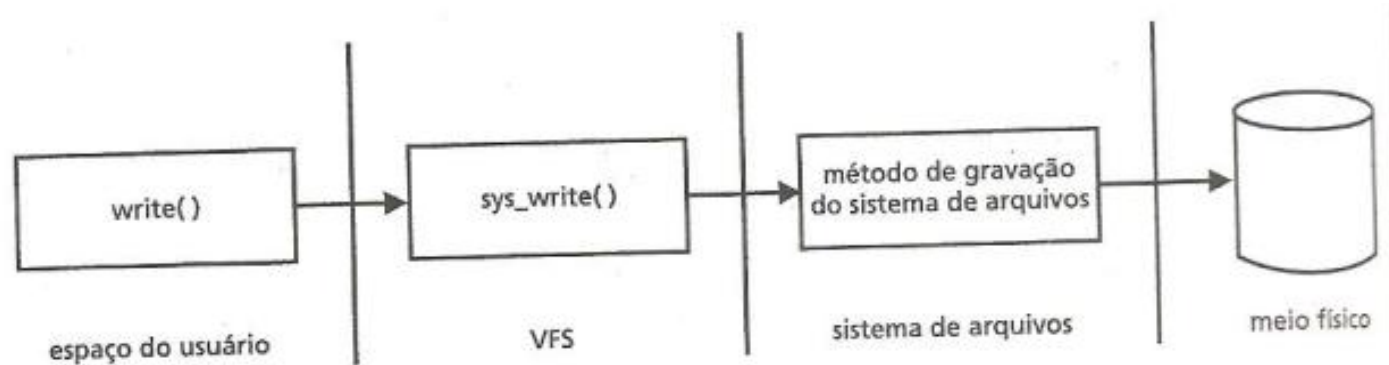 write( )
sys_write( )
método de gravação
do sistema de arquivos
espaço do usuário
VFS
sistema de arquivos
meio físico